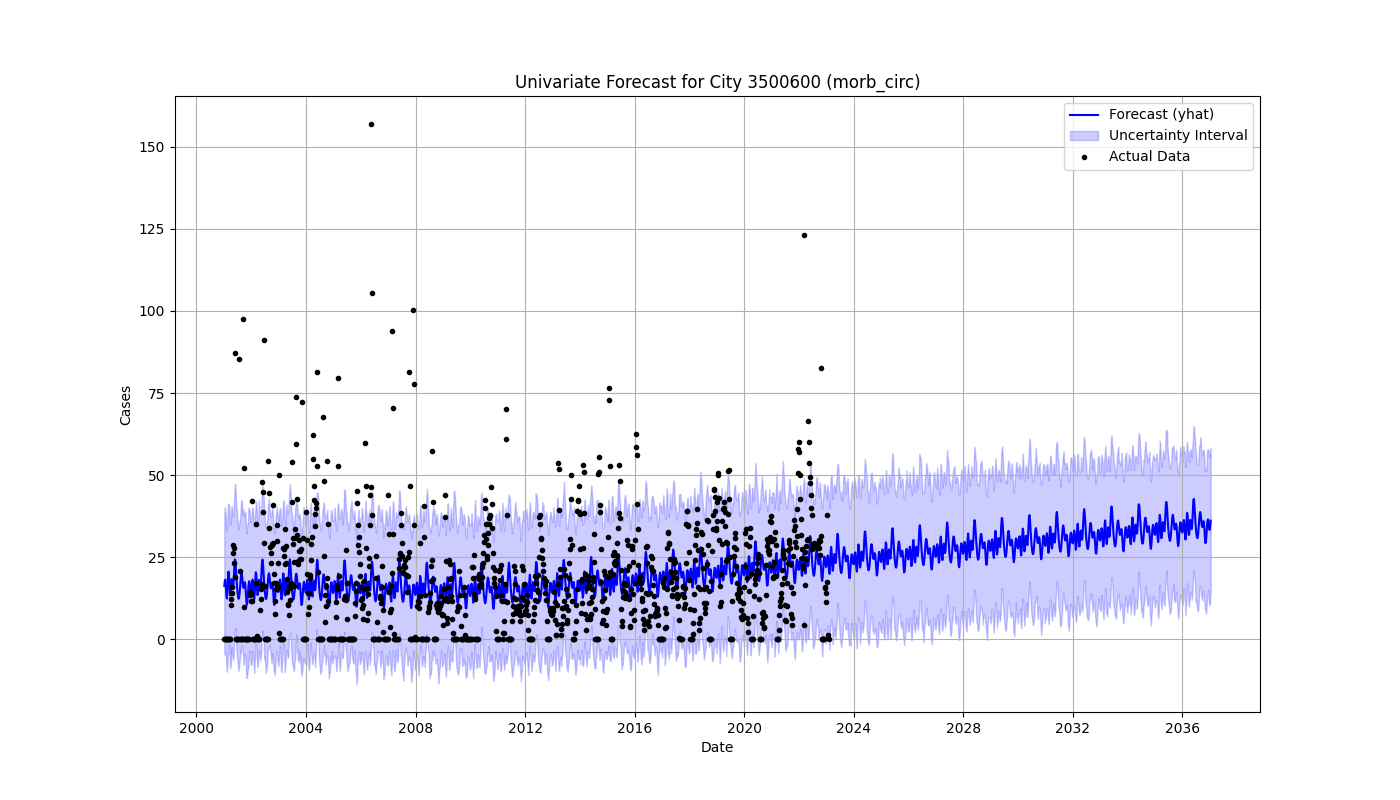 Univariate Forecast for City 3500600 (morb_circ)
Forecast (yhat)
Uncertainty Interval
Actual Data
Cases
150
125
100
75
50
25
0
2000 2004 2008 2012 2016 2020 2024 2028 2032 2036
Date